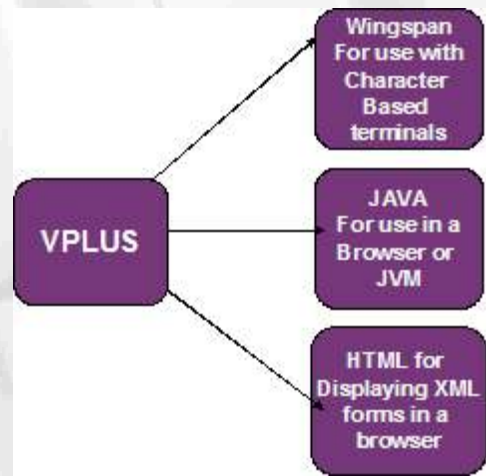 VPLUS
Wingspan
For use with
Character
Based
terminals
JAVA
For use in a
Browser or
JVM
HTML for
Displaying XML
forms in a
browser